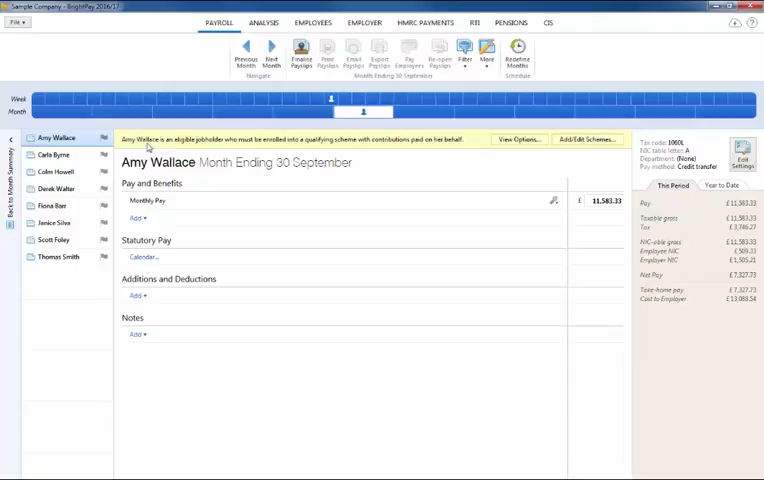 Sample Company - BrightPay 2016/17
File
PAYROLL ANALYSIS EMPLOYEES EMPLOYER HMRC PAYMENTS RTI PENSIONS CIS
Previous Month
Next Month
Finalise Payslips
Print Payslips
Email Payslips
Export Payslips
Pay Employees
Re-open Payslips
Filter
More
Redefine Months
Navigate
Month Ending 30 September
Schedule
Week
Month
Back to Month Summary
Amy Wallace
Carla Byrne
Colm Howell
Derek Walter
Fiona Barr
Janice Silva
Scott Foley
Thomas Smith
Amy Wallace is an eligible jobholder who must be enrolled into a qualifying scheme with contributions paid on her behalf.
View Options...
Add/Edit Schemes...
Amy Wallace Month Ending 30 September
Pay and Benefits
Monthly Pay £ 11,583.33
Add
Statutory Pay
Calendar...
Additions and Deductions
Add
Notes
Add
Tax code: 1060L
NIC table letter: A
Department: (None)
Pay method: Credit transfer
Edit Settings
This Period Year to Date
Pay £11,583.33
Taxable gross £11,583.33
Tax £3,746.27
NIC-able gross £11,583.33
Employee NIC £509.33
Employer NIC £1,505.21
Net Pay £7,327.73
Take-home pay £7,327.73
Cost to Employer £13,088.54